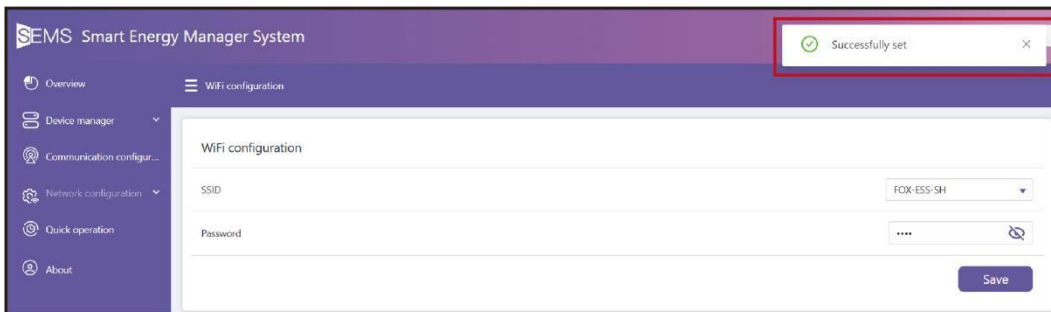 SEMS Smart Energy Manager System
Successfully set
Overview
WiFi configuration
Device manager
Communication configur...
Network configuration
Quick operation
About
WiFi configuration
SSID
FOX-ESS-SH
Password
••••
Save